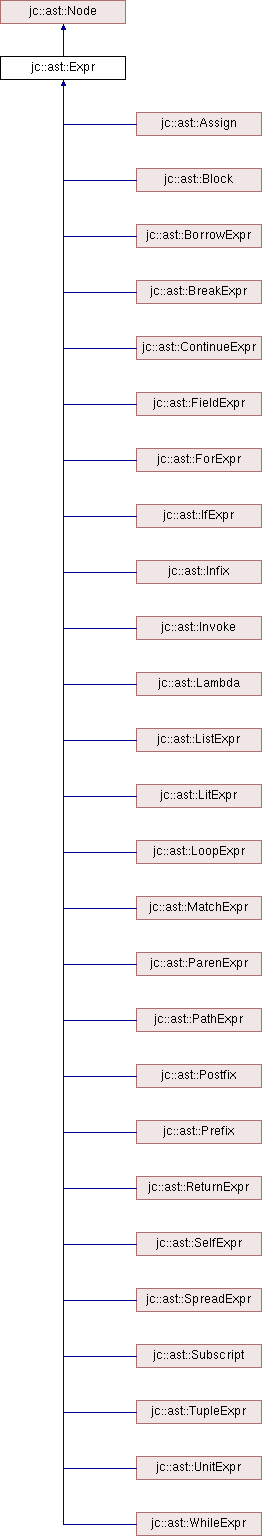 jc::ast::Node
jc::ast::Expr
jc::ast::Assign
jc::ast::Block
jc::ast::BorrowExpr
jc::ast::BreakExpr
jc::ast::ContinueExpr
jc::ast::FieldExpr
jc::ast::ForExpr
jc::ast::IfExpr
jc::ast::Infix
jc::ast::Invoke
jc::ast::Lambda
jc::ast::ListExpr
jc::ast::LitExpr
jc::ast::LoopExpr
jc::ast::MatchExpr
jc::ast::ParenExpr
jc::ast::PathExpr
jc::ast::Postfix
jc::ast::Prefix
jc::ast::ReturnExpr
jc::ast::SelfExpr
jc::ast::SpreadExpr
jc::ast::Subscript
jc::ast::TupleExpr
jc::ast::UnitExpr
jc::ast::WhileExpr